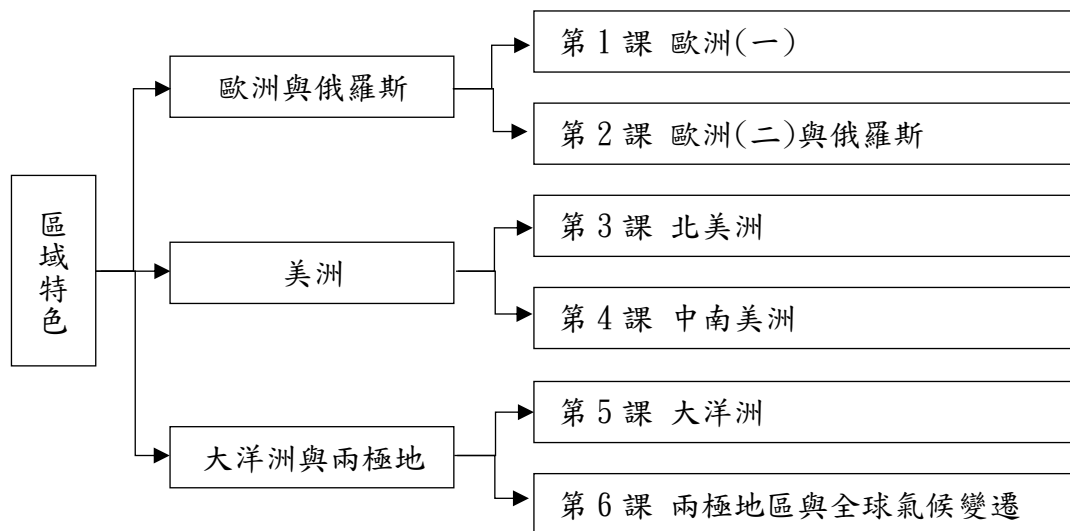 區域特色
歐洲與俄羅斯
第1課 歐洲(一)
第2課 歐洲(二)與俄羅斯
美洲
第3課 北美洲
第4課 中南美洲
大洋洲與兩極地
第5課 大洋洲
第6課 兩極地區與全球氣候變遷